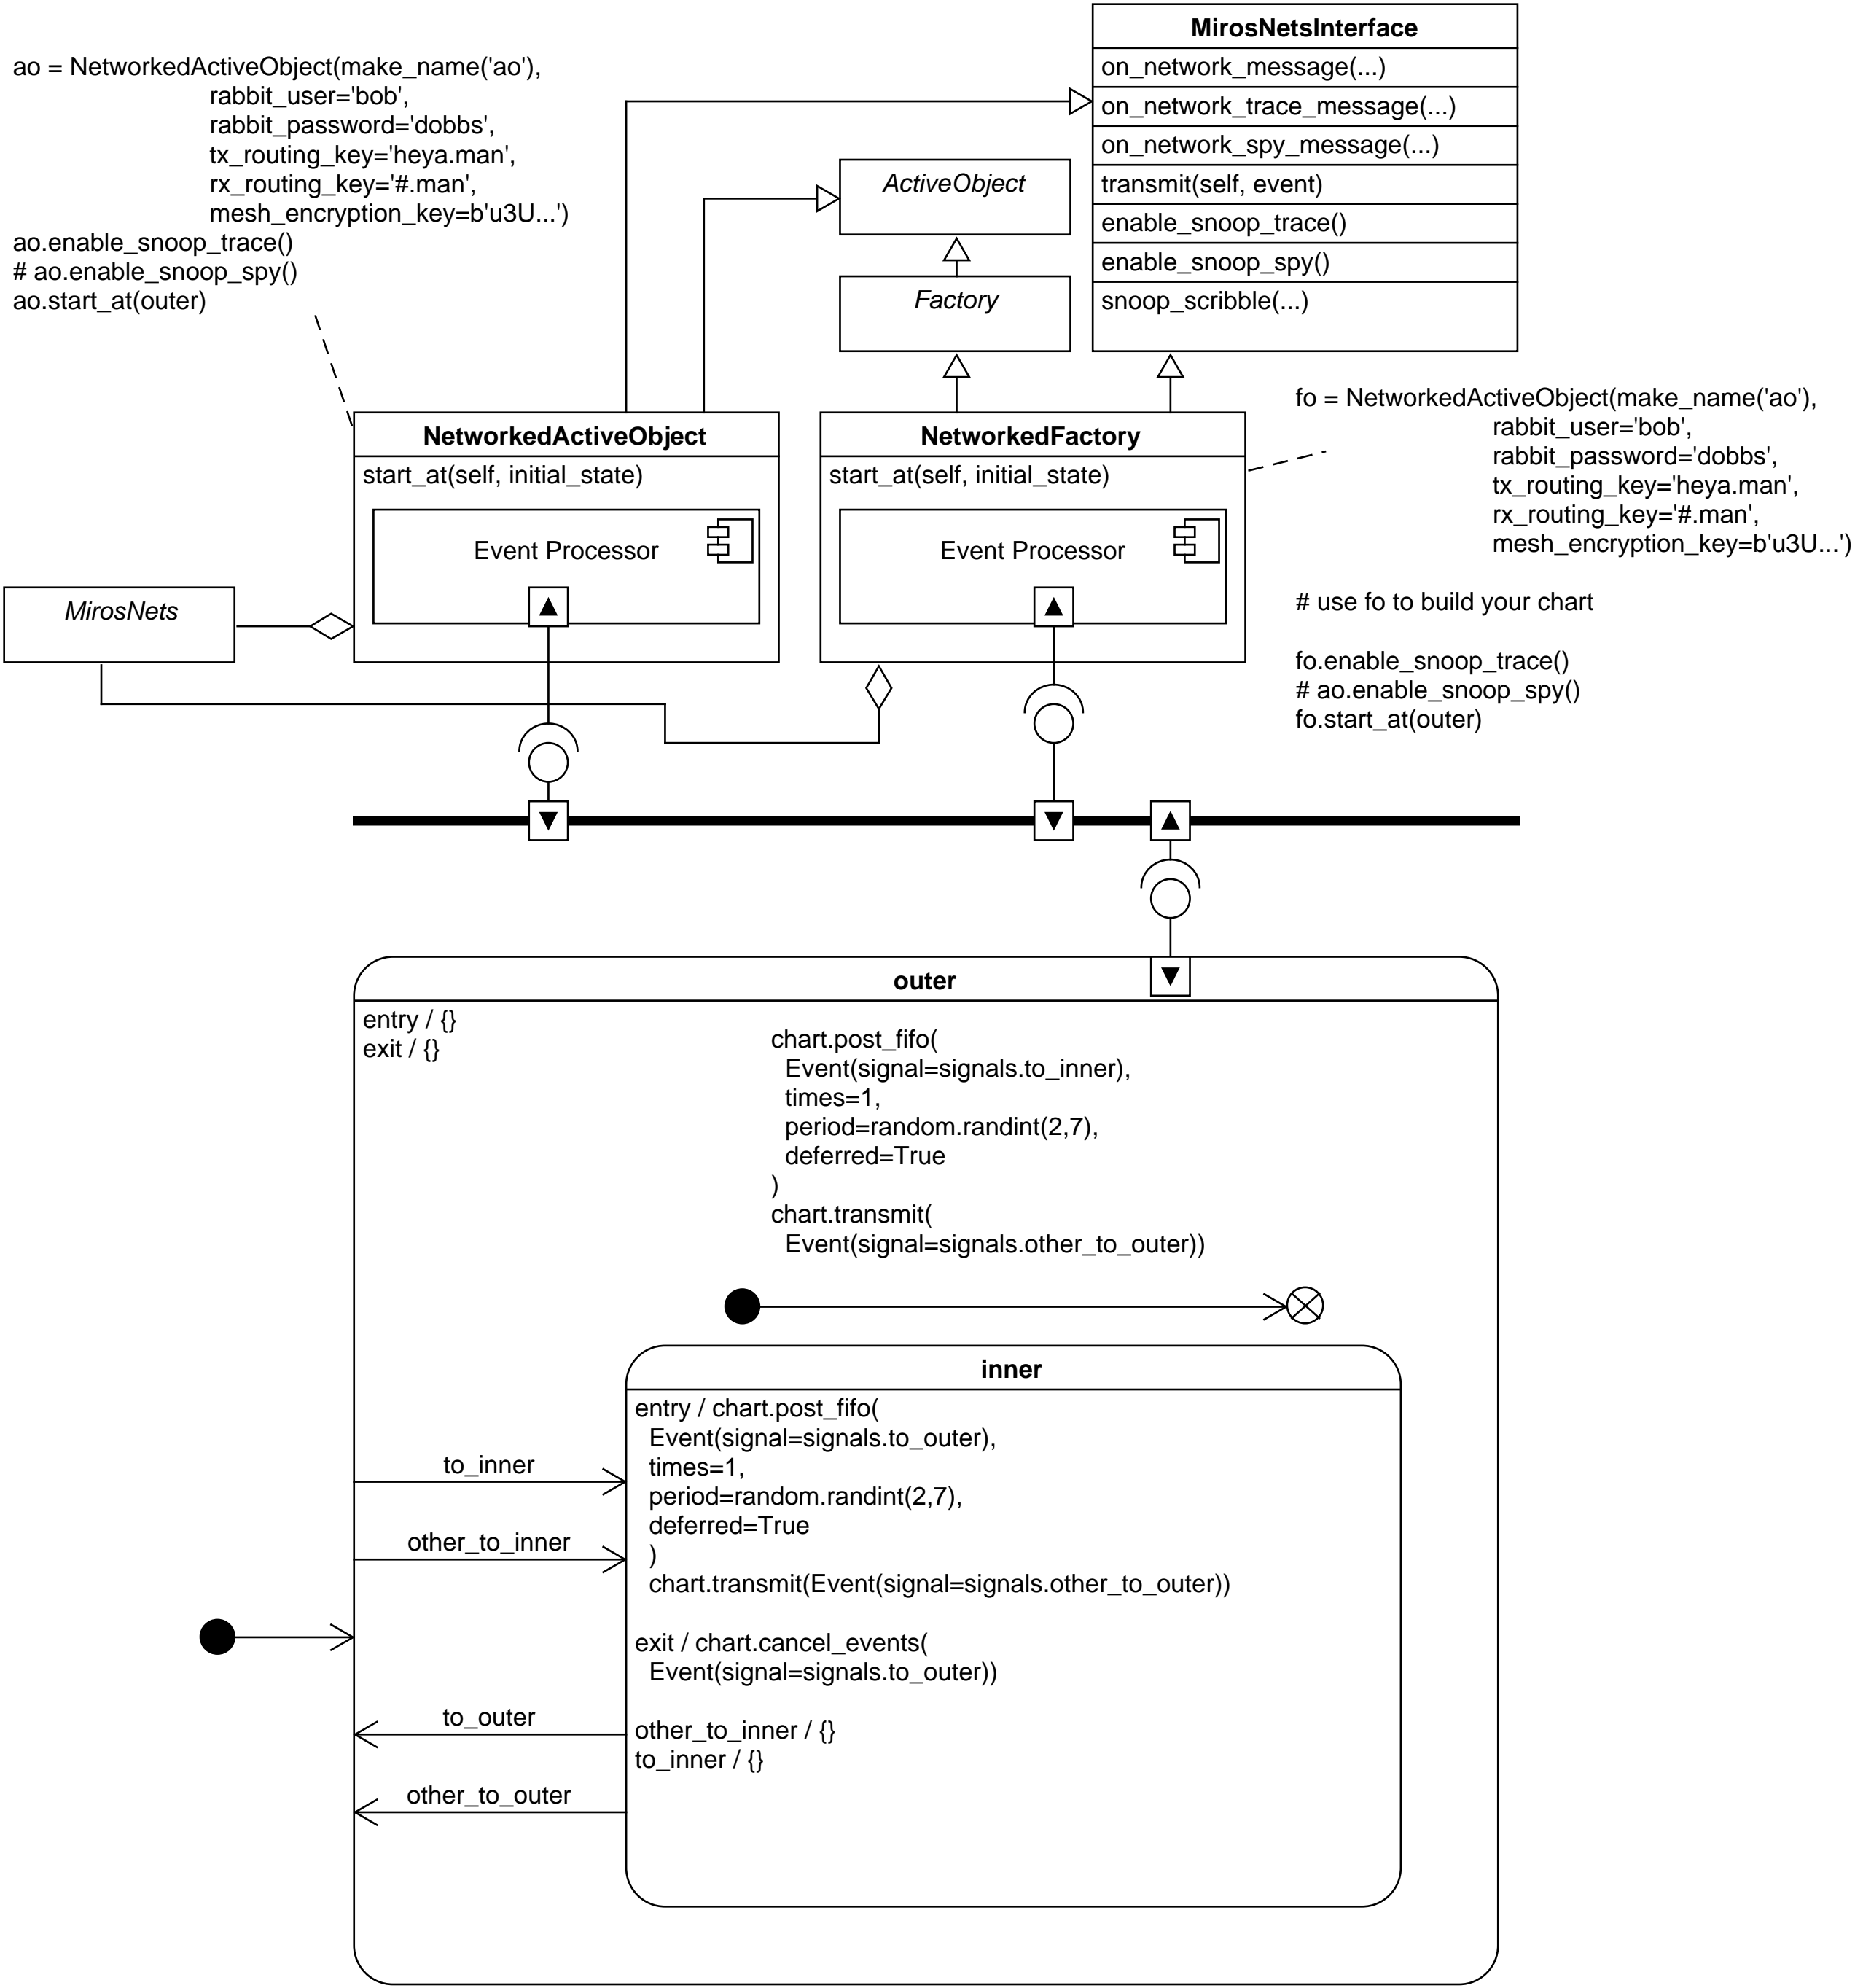 MirosNetsInterface
on_network_message(...)
on_network_trace_message(...)
on_network_spy_message(...)
transmit(self, event)
enable_snoop_trace()
enable_snoop_spy()
snoop_scribble(...)
ao = NetworkedActiveObject(make_name('ao'),
rabbit_user='bob',
rabbit_password='dobbs',
tx_routing_key='heya.man',
rx_routing_key='#.man',
mesh_encryption_key=b'u3U...')
ao.enable_snoop_trace()
# ao.enable_snoop_spy()
ao.start_at(outer)
ActiveObject
Factory
NetworkedActiveObject
start_at(self, initial_state)
Event Processor
NetworkedFactory
start_at(self, initial_state)
Event Processor
fo = NetworkedActiveObject(make_name('ao'),
rabbit_user='bob',
rabbit_password='dobbs',
tx_routing_key='heya.man',
rx_routing_key='#.man',
mesh_encryption_key=b'u3U...')
# use fo to build your chart
fo.enable_snoop_trace()
# ao.enable_snoop_spy()
fo.start_at(outer)
MirosNets
outer
entry / {}
exit / {}
chart.post_fifo(
Event(signal=signals.to_inner),
times=1,
period=random.randint(2,7),
deferred=True
)
chart.transmit(
Event(signal=signals.other_to_outer))
inner
entry / chart.post_fifo(
Event(signal=signals.to_outer),
times=1,
period=random.randint(2,7),
deferred=True
)
chart.transmit(Event(signal=signals.other_to_outer))
exit / chart.cancel_events(
Event(signal=signals.to_outer))
other_to_inner / {}
to_inner / {}
to_inner
other_to_inner
to_outer
other_to_outer